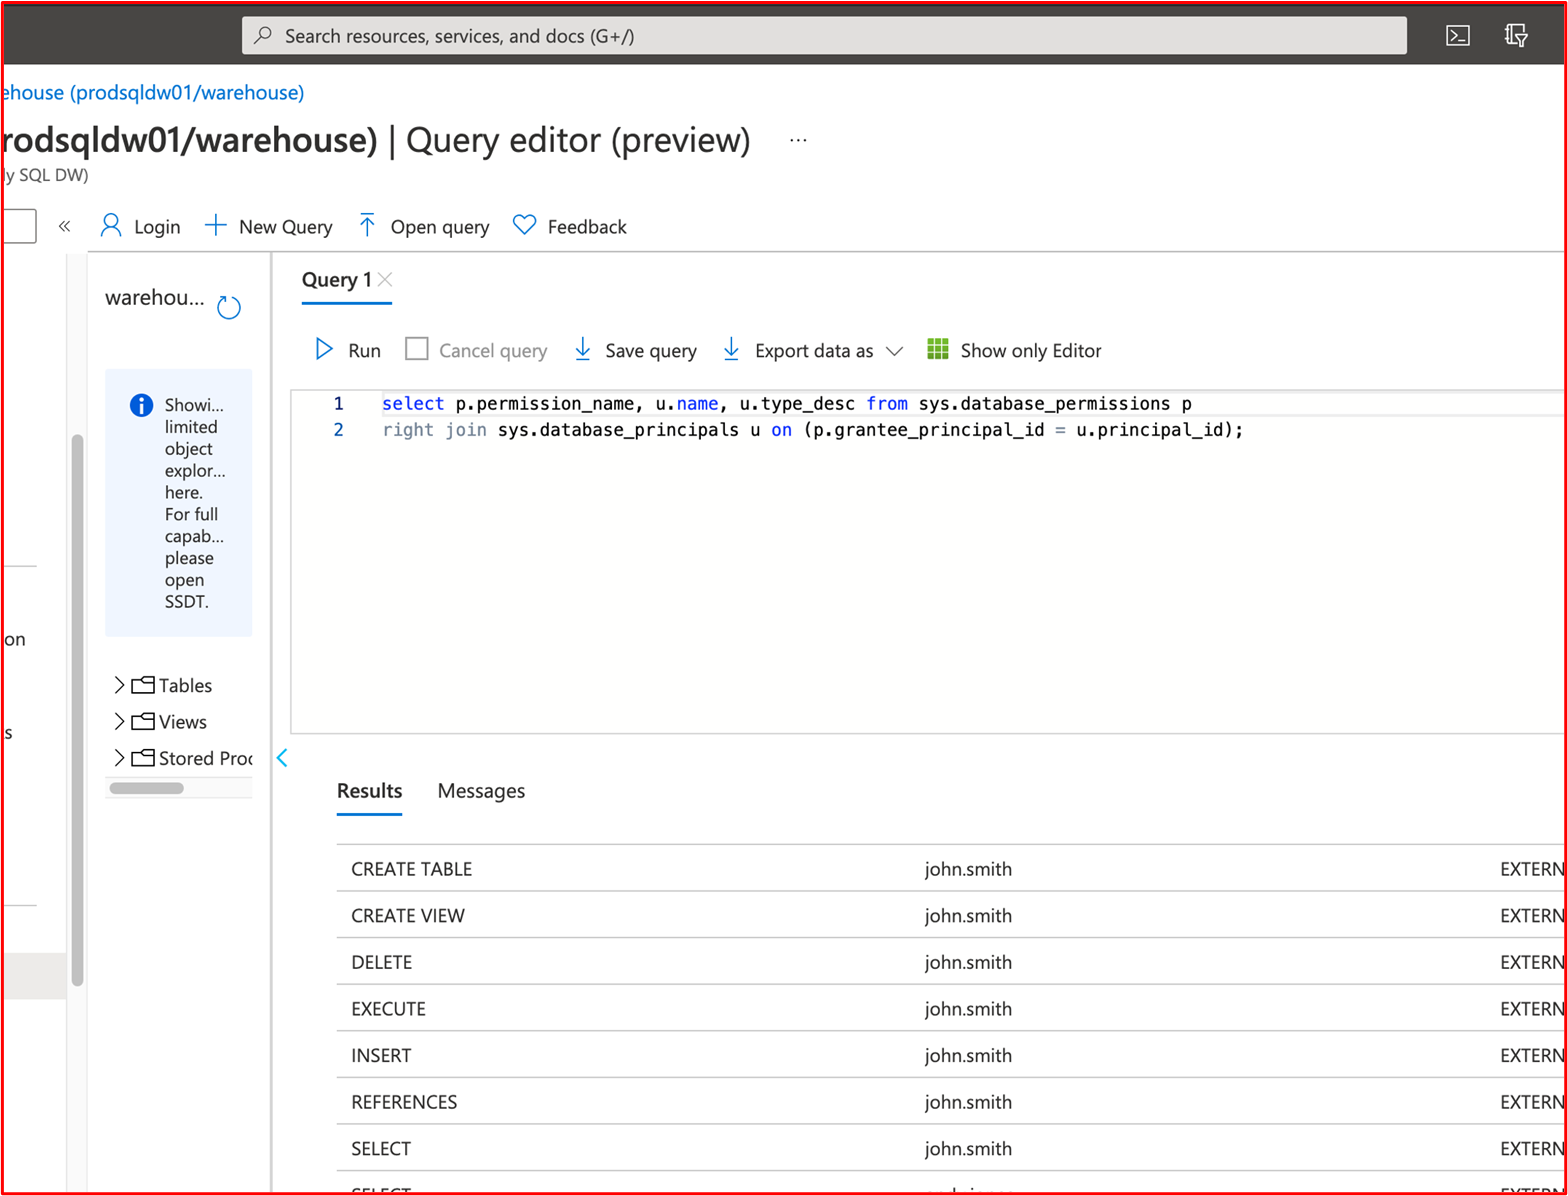 Search resources, services, and docs (G+/)
ehouse (prodsqldw01/warehouse)
rodsqldw01/warehouse) | Query editor (preview) ...
ly SQL DW)
« Login New Query Open query Feedback
warehou...
Showi...
limited
object
explor...
here.
For full
capab...
please
open
SSDT.
on
s
Tables
Views
Stored Proc
Query 1
Run Cancel query Save query Export data as Show only Editor
1 select p.permission_name, u.name, u.type_desc from sys.database_permissions p
2 right join sys.database_principals u on (p.grantee_principal_id = u.principal_id);
Results Messages
CREATE TABLE john.smith EXTERN
CREATE VIEW john.smith EXTERN
DELETE john.smith EXTERN
EXECUTE john.smith EXTERN
INSERT john.smith EXTERN
REFERENCES john.smith EXTERN
SELECT john.smith EXTERN
SELECT EXTERN